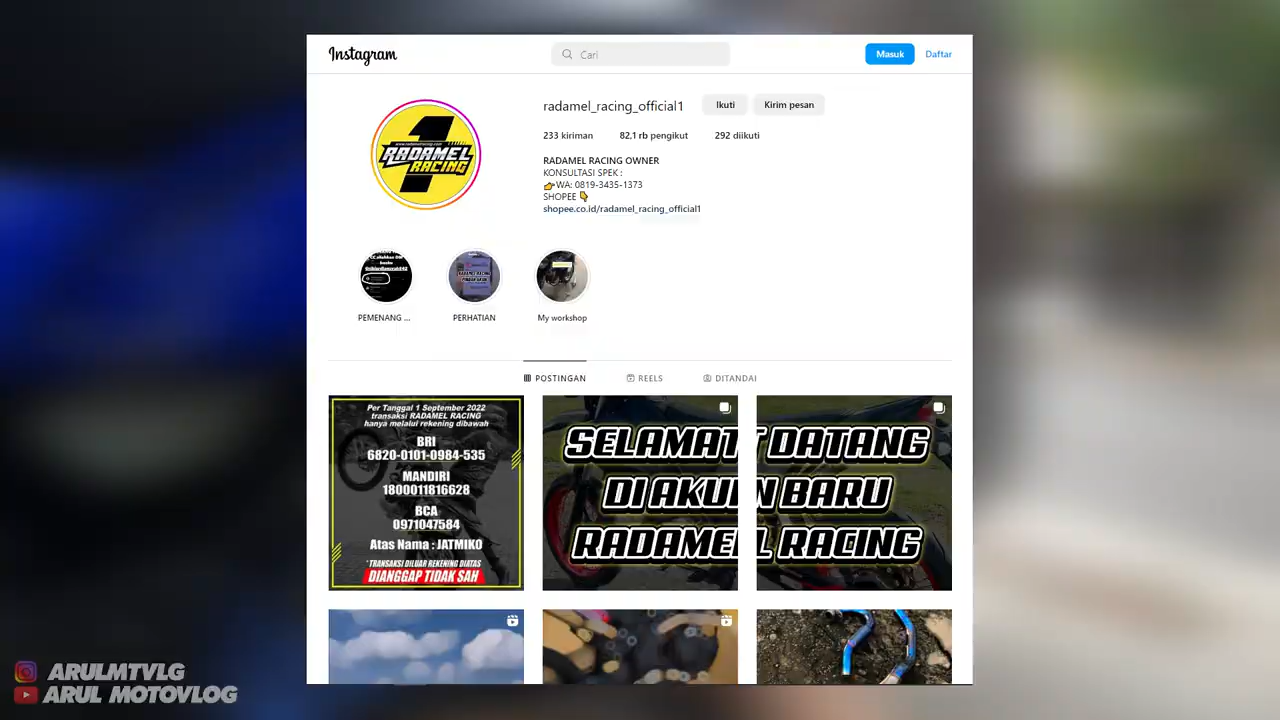 Instagram
Cari
Masuk
Daftar
radamel_racing_official1
Ikuti
Kirim pesan
233 kiriman
82,1 rb pengikut
292 diikuti
RADAMEL RACING OWNER
KONSULTASI SPEK :
👉WA: 0819-3435-1373
SHOPEE 👇
shopee.co.id/radamel_racing_official1
1
www.radamelracing.com
RADAMEL
RACING
PEMENANG ...
PERHATIAN
My workshop
POSTINGAN
REELS
DITANDAI
Per Tanggal 1 September 2022
transaksi RADAMEL RACING
hanya melalui rekening dibawah
BRI
6820-0101-0984-535
MANDIRI
1800011816628
BCA
0971047584
Atas Nama : JATMIKO
*TRANSAKSI DILUAR REKENING DIATAS
DIANGGAP TIDAK SAH
SELAMAT
DI AKUN
RADAMEL
T DATANG
N BARU
L RACING
ARULMTVLG
ARUL MOTOVLOG